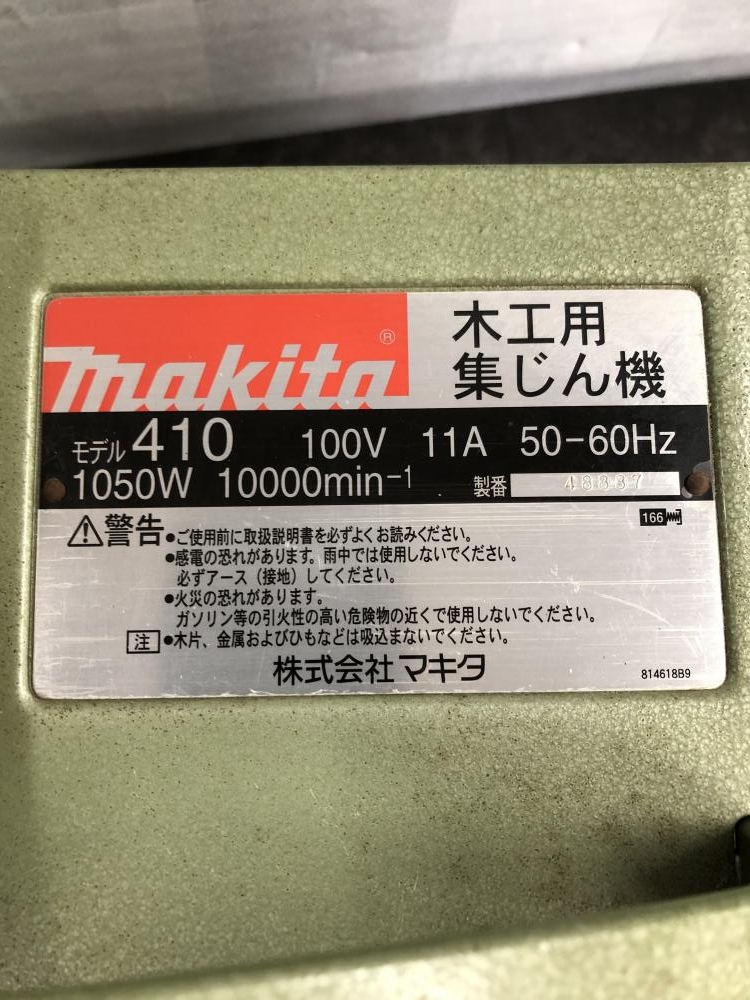 makita®
木工用
集じん機
モデル 410 100V 11A 50-60Hz
1050W 10000min-1 製番 48337
166
⚠警告 ●ご使用前に取扱説明書を必ずよくお読みください。
●感電の恐れがあります。雨中では使用しないでください。
必ずアース(接地)してください。
●火災の恐れがあります。
ガソリン等の引火性の高い危険物の近くで使用しないでください。
注 ●木片、金属およびひもなどは吸込まないでください。
株式会社マキタ
814618B9